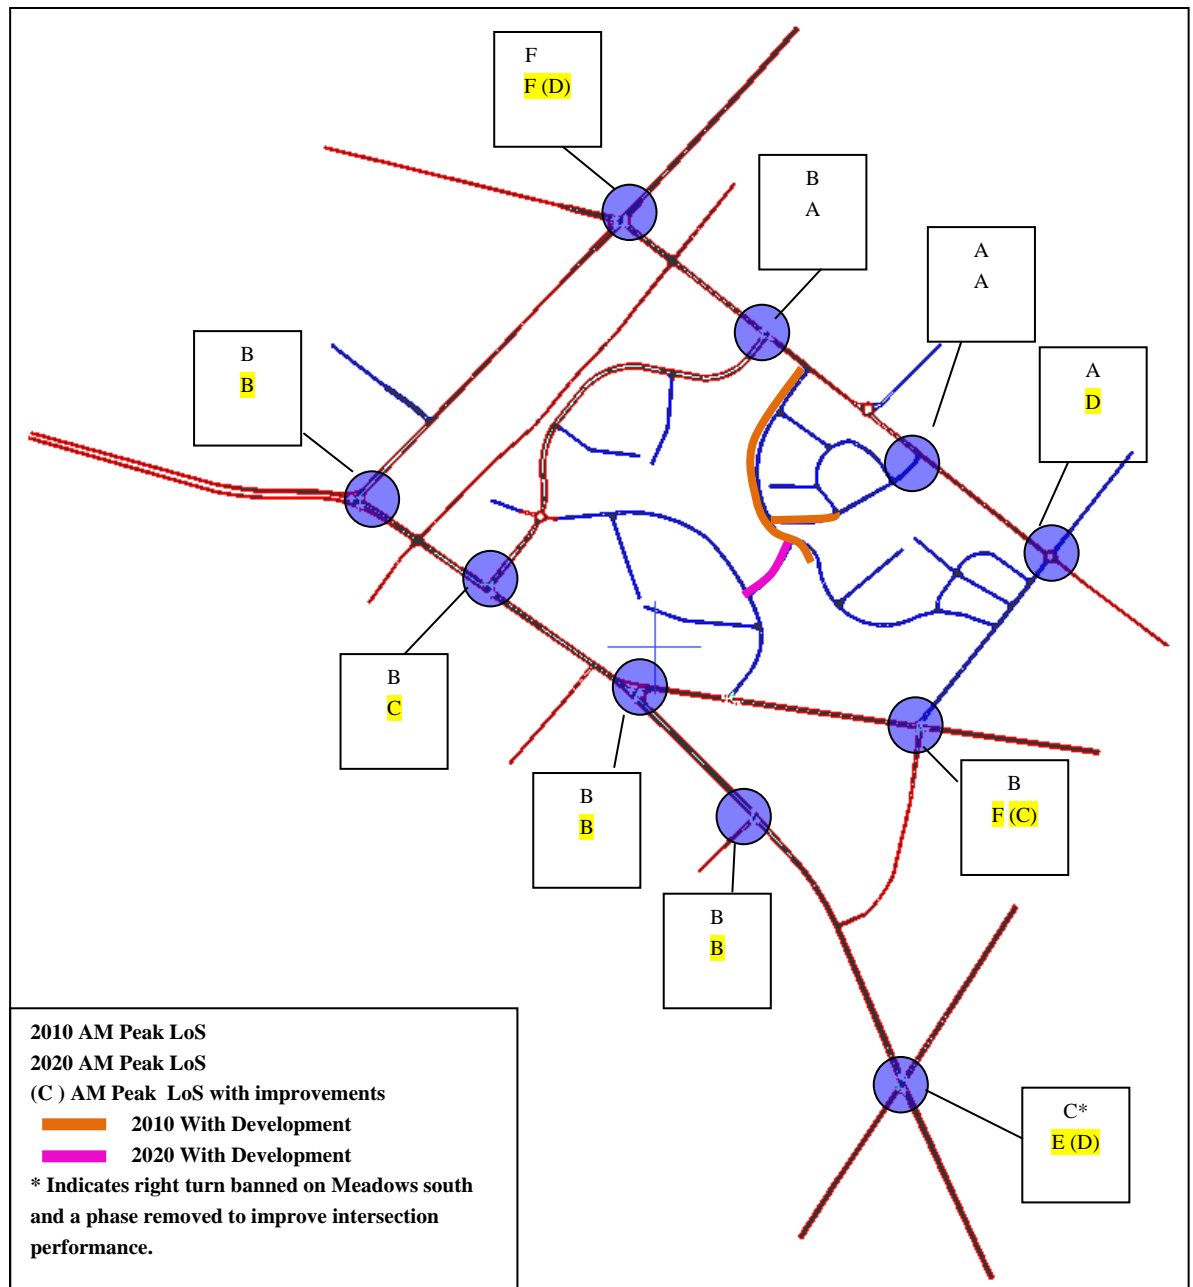 F
F (D)
B
A
A
A
B
B
A
D
B
C
B
B
B
F (C)
B
B
C*
E (D)
2010 AM Peak LoS
2020 AM Peak LoS
(C ) AM Peak LoS with improvements
2010 With Development
2020 With Development
* Indicates right turn banned on Meadows south
and a phase removed to improve intersection
performance.